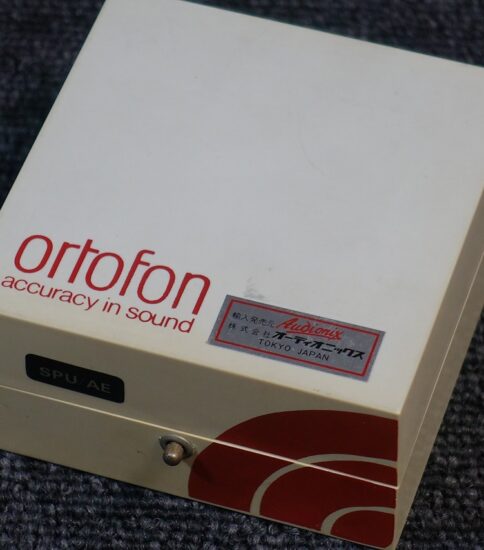 ortofon
accuracy in sound
輸入発売元 Audionix
株式会社 オーディオニックス
TOKYO JAPAN
SPU AE